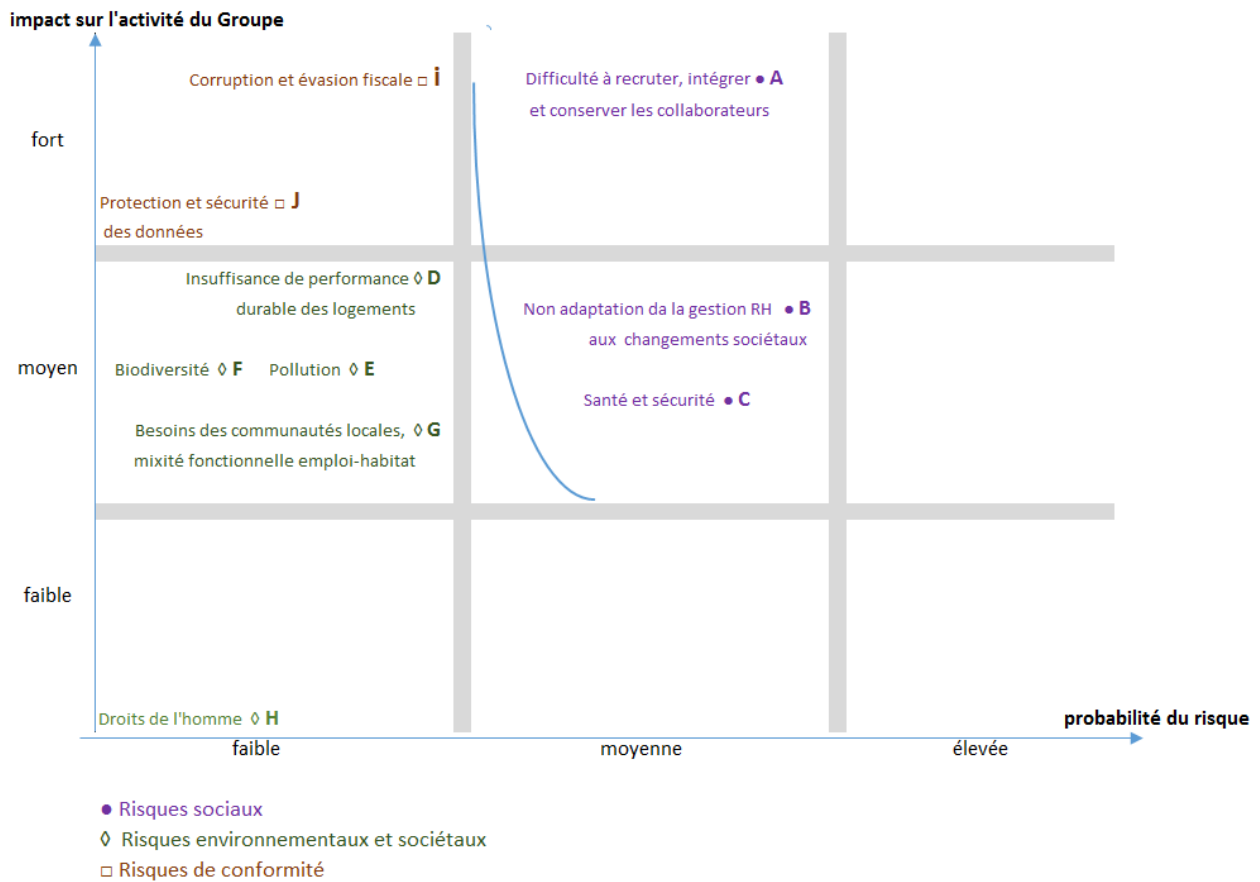 impact sur l'activité du Groupe
Corruption et évasion fiscale □ i
Difficulté à recruter, intégrer ● A
et conserver les collaborateurs
fort
Protection et sécurité □ J
des données
Insuffisance de performance ◊ D
durable des logements
Non adaptation da la gestion RH ● B
aux changements sociétaux
moyen
Biodiversité ◊ F
Pollution ◊ E
Santé et sécurité ● C
Besoins des communautés locales, ◊ G
mixité fonctionnelle emploi-habitat
faible
Droits de l'homme ◊ H
probabilité du risque
faible
moyenne
élevée
● Risques sociaux
◊ Risques environnementaux et sociétaux
□ Risques de conformité